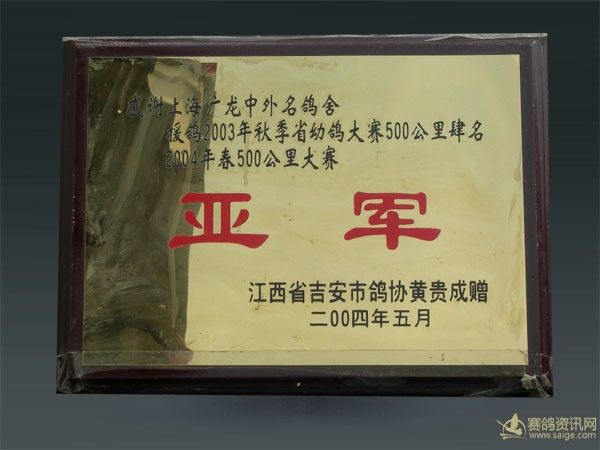 感谢上海广龙中外名鸽舍
援鸽2003年秋季省幼鸽大赛500公里肆名
2004年春500公里大赛
亚军
江西省吉安市鸽协黄贵成赠
二00四年五月
赛鸽资讯网
www.saige.com